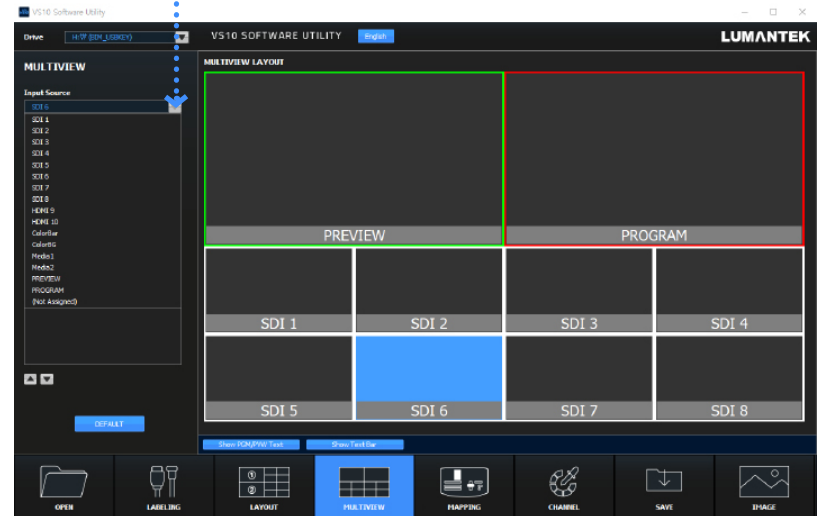 VS10 Software Utility
Drive
VS10 SOFTWARE UTILITY
English
LUMANTEK
MULTIVIEW
MULTIVIEW LAYOUT
Input Source
SDI 6
SDI 1
SDI 2
SDI 3
SDI 4
SDI 5
SDI 6
SDI 7
SDI 8
HDMI 9
HDMI 10
ColorBar
ColorBG
Media1
Media2
PREVIEW
PROGRAM
(Not Assigned)
DEFAULT
PREVIEW
PROGRAM
SDI 1
SDI 2
SDI 3
SDI 4
SDI 5
SDI 6
SDI 7
SDI 8
Show PGM/PVW Text
Show Text Bar
1
2
OPEN
LABELING
LAYOUT
MULTIVIEW
MAPPING
CHANNEL
SAVE
IMAGE